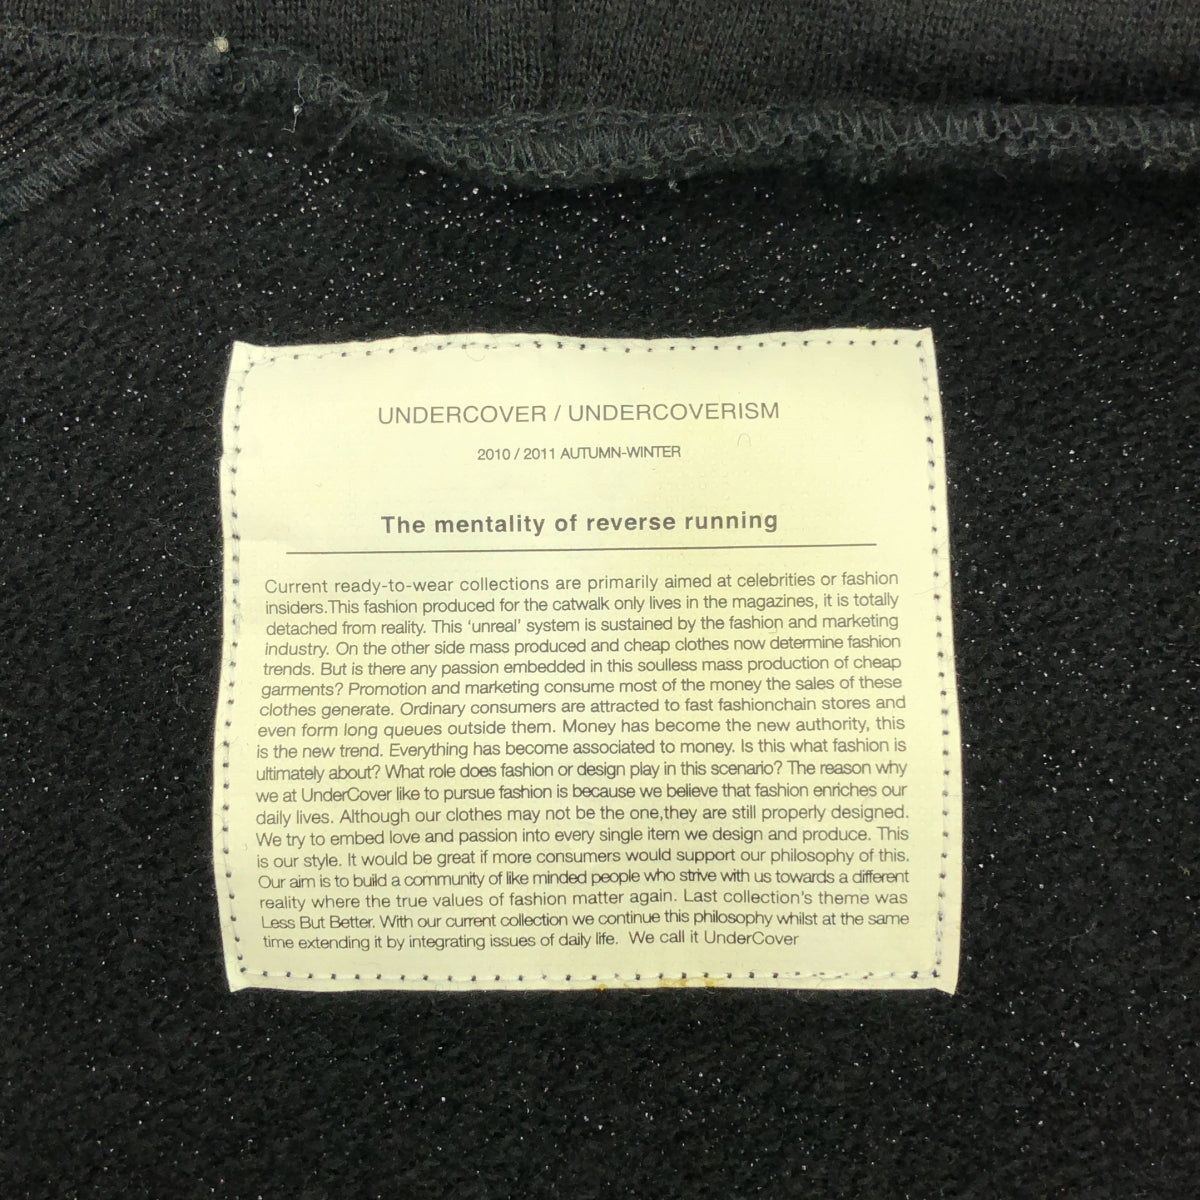 UNDERCOVER / UNDERCOVERISM
2010 / 2011 AUTUMN-WINTER
The mentality of reverse running
Current ready-to-wear collections are primarily aimed at celebrities or fashion
insiders.This fashion produced for the catwalk only lives in the magazines, it is totally
detached from reality. This ‘unreal’ system is sustained by the fashion and marketing
industry. On the other side mass produced and cheap clothes now determine fashion
trends. But is there any passion embedded in this soulless mass production of cheap
garments? Promotion and marketing consume most of the money the sales of these
clothes generate. Ordinary consumers are attracted to fast fashionchain stores and
even form long queues outside them. Money has become the new authority, this
is the new trend. Everything has become associated to money. Is this what fashion is
ultimately about? What role does fashion or design play in this scenario? The reason why
we at UnderCover like to pursue fashion is because we believe that fashion enriches our
daily lives. Although our clothes may not be the one,they are still properly designed.
We try to embed love and passion into every single item we design and produce. This
is our style. It would be great if more consumers would support our philosophy of this.
Our aim is to build a community of like minded people who strive with us towards a different
reality where the true values of fashion matter again. Last collection's theme was
Less But Better. With our current collection we continue this philosophy whilst at the same
time extending it by integrating issues of daily life. We call it UnderCover